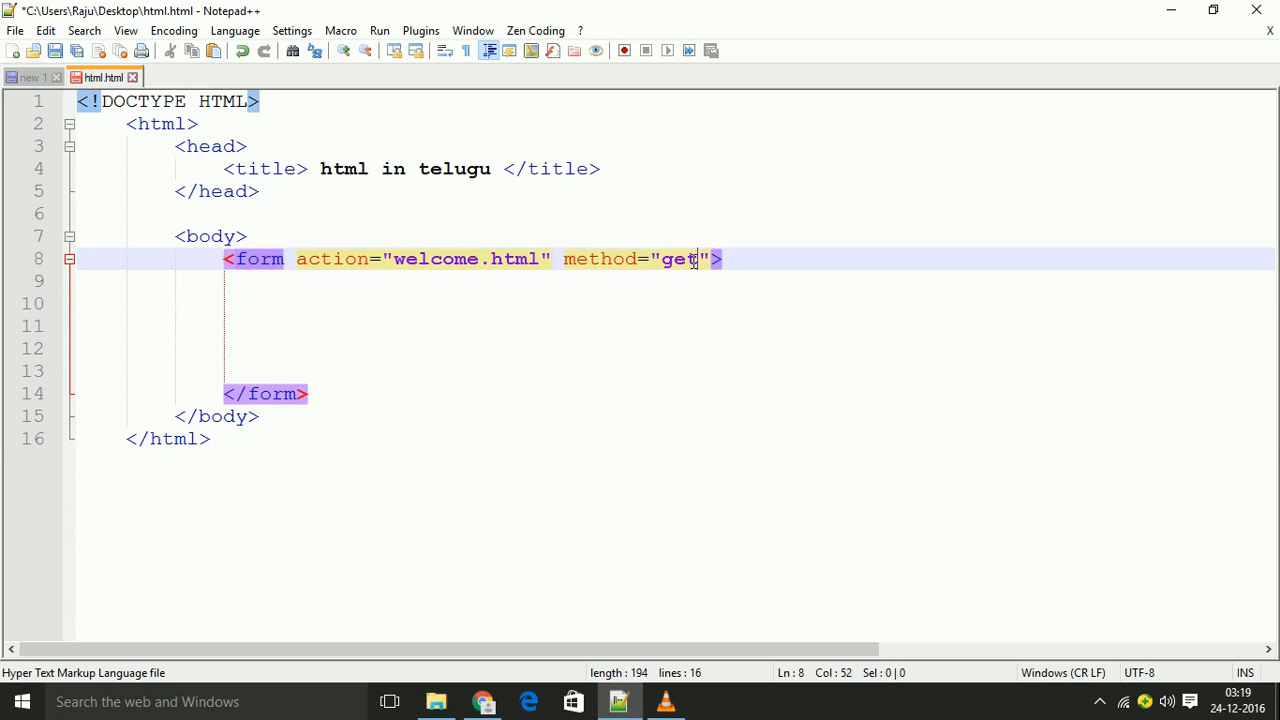 *C:\Users\Raju\Desktop\html.html - Notepad++
File Edit Search View Encoding Language Settings Macro Run Plugins Window Zen Coding ? X
new 1 html.html
1 <!DOCTYPE HTML>
2 <html>
3 <head>
4 <title> html in telugu </title>
5 </head>
6
7 <body>
8 <form action="welcome.html" method="get">
9
10
11
12
13
14 </form>
15 </body>
16 </html>
Hyper Text Markup Language file length : 194 lines : 16 Ln : 8 Col : 52 Sel : 0 | 0 Windows (CR LF) UTF-8 INS
Search the web and Windows
03:19
24-12-2016